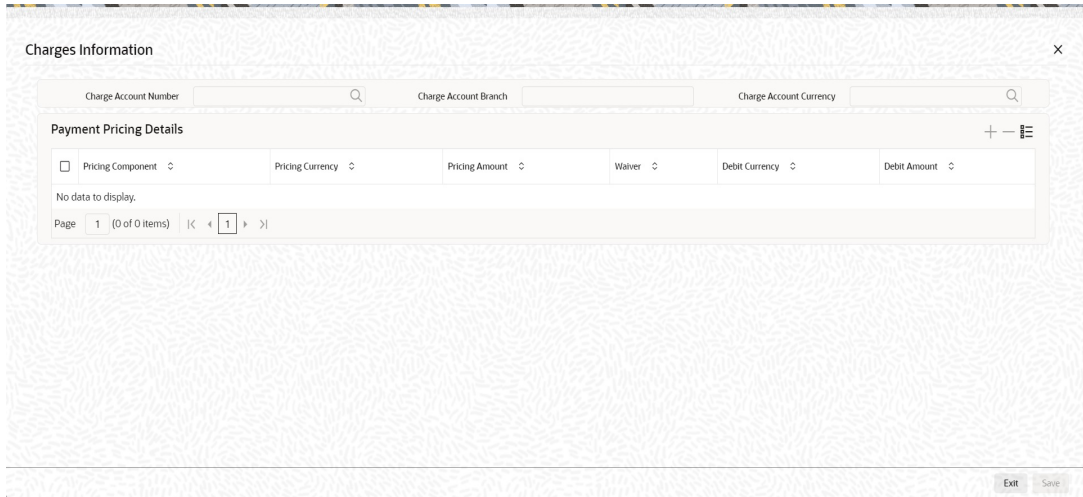 Charges Information
Charge Account Number Charge Account Branch Charge Account Currency
Payment Pricing Details
Pricing Component Pricing Currency Pricing Amount Waiver Debit Currency Debit Amount
No data to display.
Page 1 (0 of 0 items) 1
Exit Save